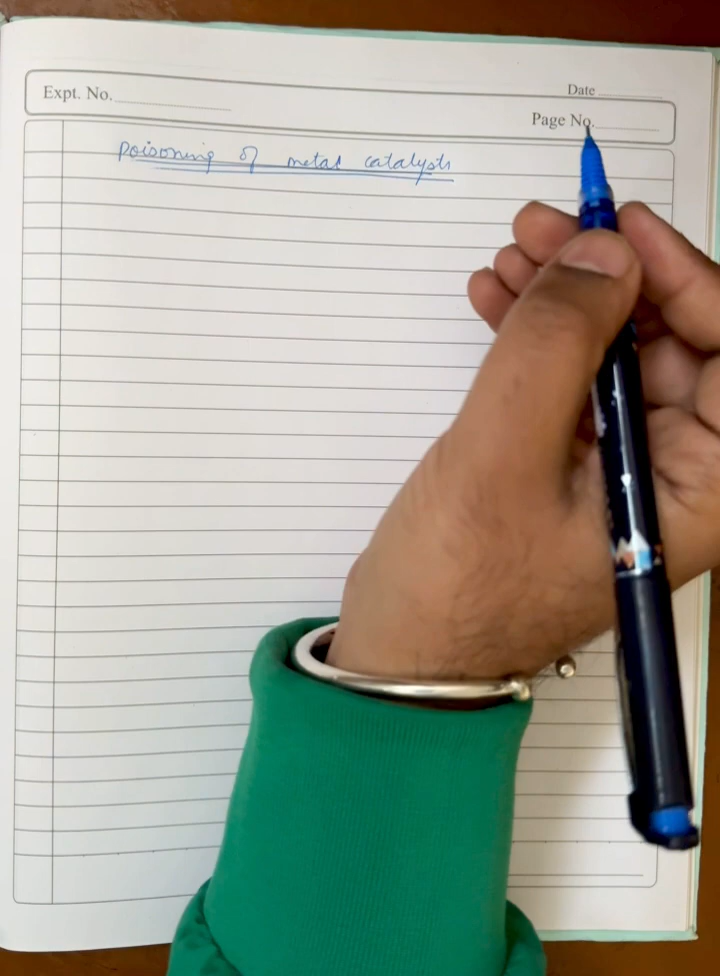 Expt. No.
Date
Page No.
Poisoning of metal catalysts